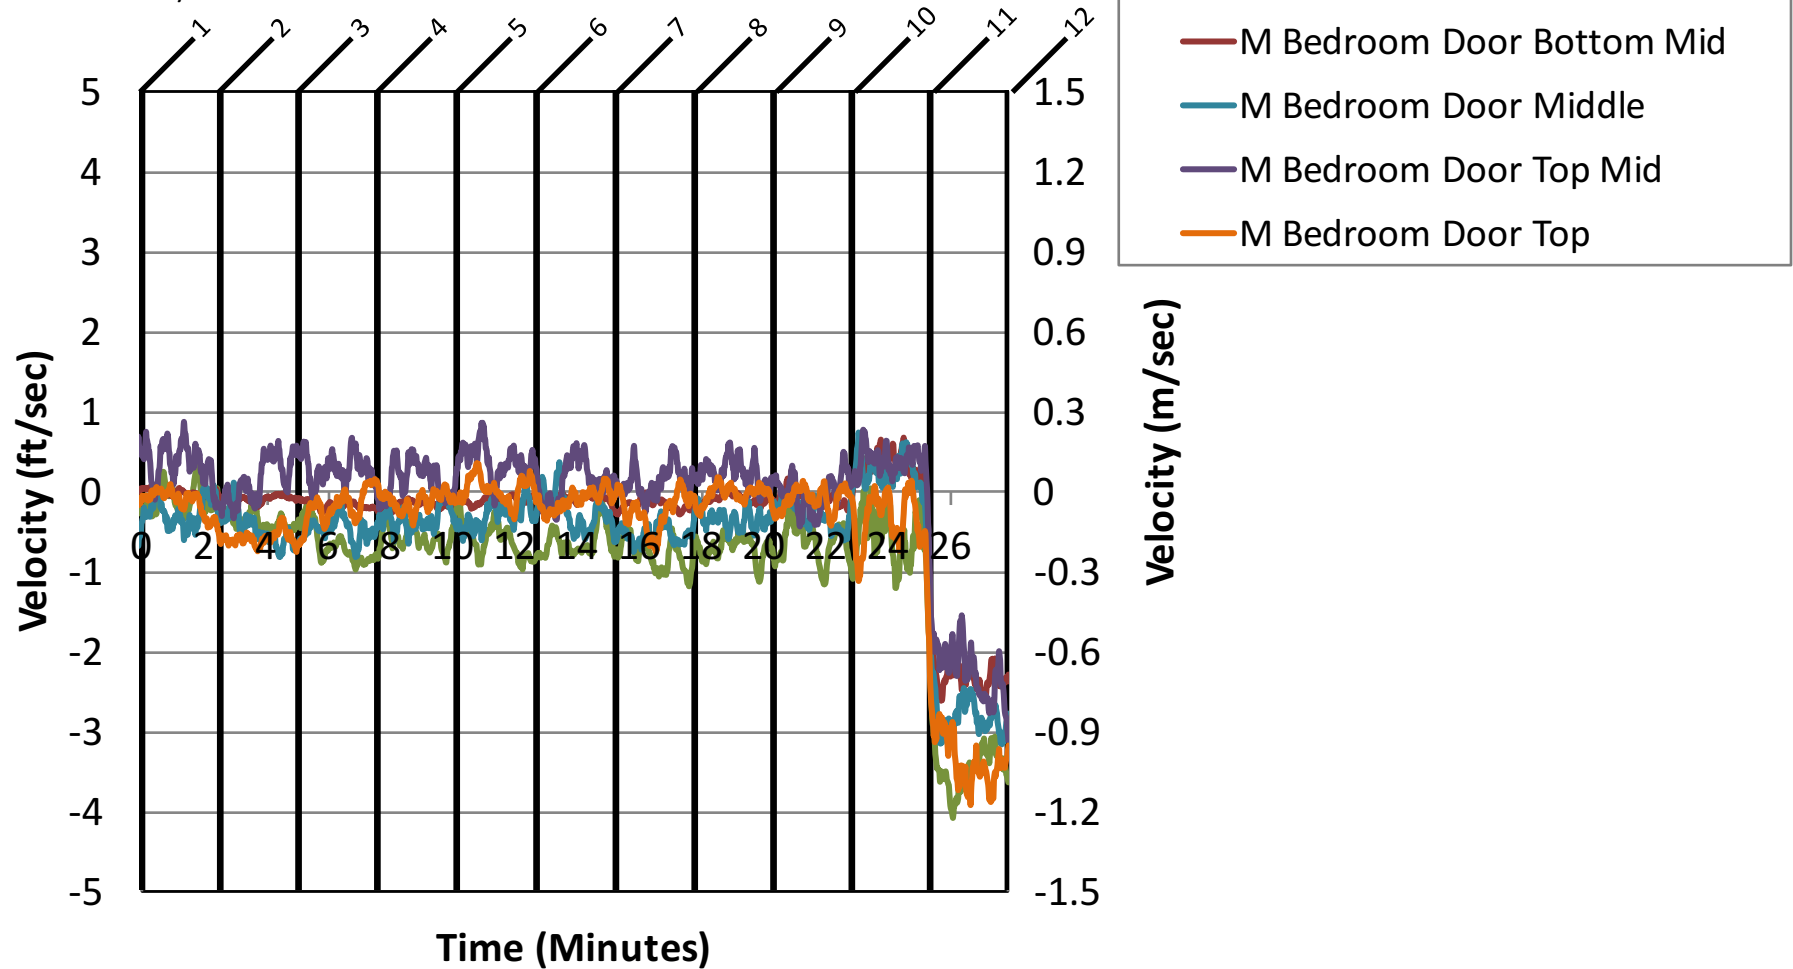 1 2 3 4 5 6 7 8 9 10 11 12
M Bedroom Door Bottom Mid
M Bedroom Door Middle
M Bedroom Door Top Mid
M Bedroom Door Top
5 1.5
4 1.2
3 0.9
2 0.6
1 0.3
0 0
-1 -0.3
-2 -0.6
-3 -0.9
-4 -1.2
-5 -1.5
0 2 4 6 8 10 12 14 16 18 20 22 24 26
Velocity (ft/sec)
Velocity (m/sec)
Time (Minutes)